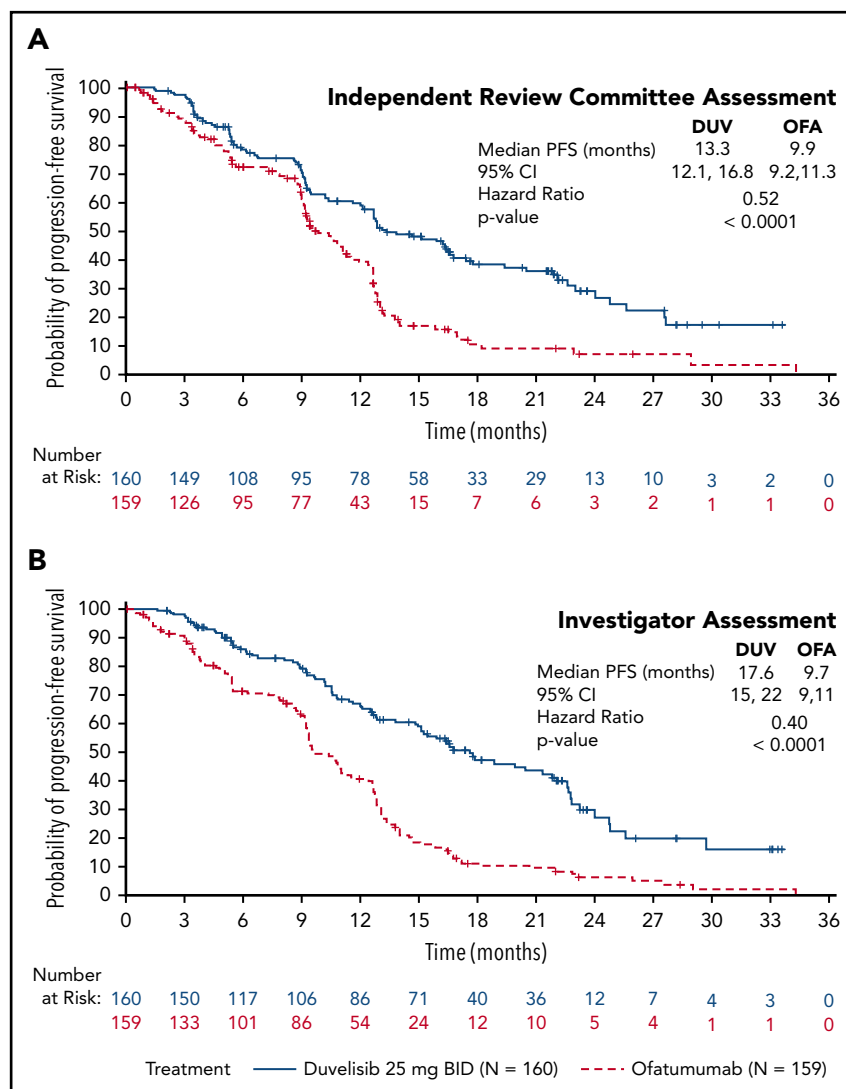 A
Probability of progression-free survival
100
90
80
70
60
50
40
30
20
10
0
Independent Review Committee Assessment
DUV OFA
Median PFS (months) 13.3 9.9
95% CI 12.1, 16.8 9.2,11.3
Hazard Ratio 0.52
p-value < 0.0001
0 3 6 9 12 15 18 21 24 27 30 33 36
Time (months)
Number
at Risk: 160 149 108 95 78 58 33 29 13 10 3 2 0
159 126 95 77 43 15 7 6 3 2 1 1 0
B
Probability of progression-free survival
100
90
80
70
60
50
40
30
20
10
0
Investigator Assessment
DUV OFA
Median PFS (months) 17.6 9.7
95% CI 15, 22 9,11
Hazard Ratio 0.40
p-value < 0.0001
0 3 6 9 12 15 18 21 24 27 30 33 36
Time (months)
Number
at Risk: 160 150 117 106 86 71 40 36 12 7 4 3 0
159 133 101 86 54 24 12 10 5 4 1 1 0
Treatment Duvelisib 25 mg BID (N = 160) Ofatumumab (N = 159)